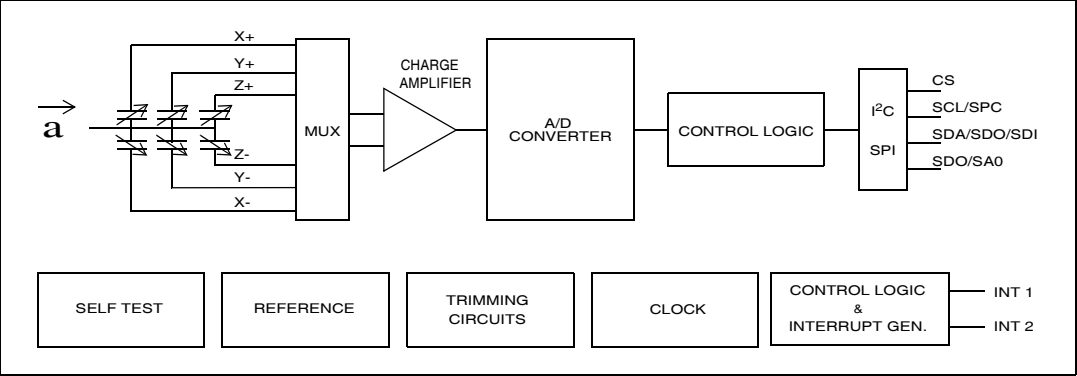 X+
Y+
Z+
a
Z-
Y-
X-
MUX
CHARGE
AMPLIFIER
A/D
CONVERTER
CONTROL LOGIC
I²C
SPI
CS
SCL/SPC
SDA/SDO/SDI
SDO/SA0
SELF TEST
REFERENCE
TRIMMING
CIRCUITS
CLOCK
CONTROL LOGIC
&
INTERRUPT GEN.
INT 1
INT 2